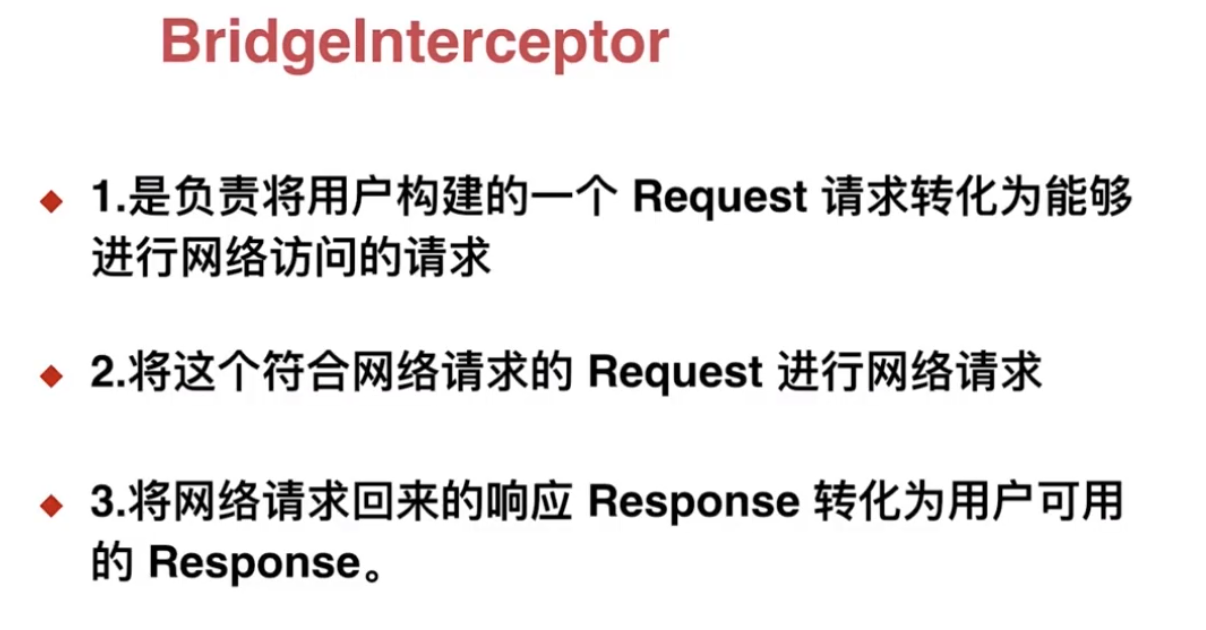 BridgeInterceptor
1.是负责将用户构建的一个 Request 请求转化为能够
进行网络访问的请求
2.将这个符合网络请求的 Request 进行网络请求
3.将网络请求回来的响应 Response 转化为用户可用
的 Response。